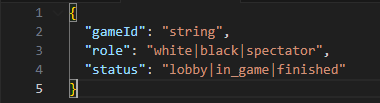 1 {
2 "gameId": "string",
3 "role": "white|black|spectator",
4 "status": "lobby|in_game|finished"
5 }